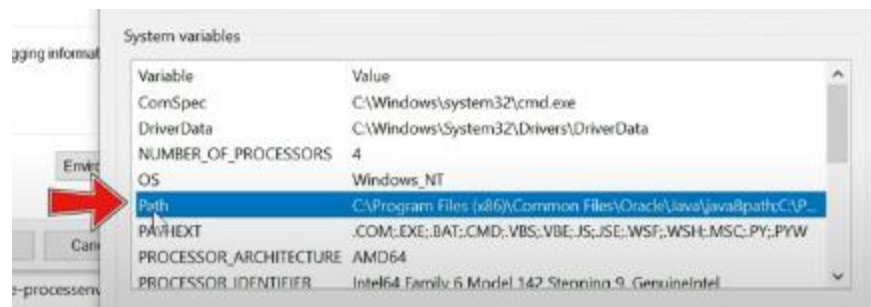 System variables
gging informat
Variable Value
ComSpec C:\Windows\system32\cmd.exe
DriverData C:\Windows\System32\Drivers\DriverData
NUMBER_OF_PROCESSORS 4
Envir
OS Windows_NT
Path C:\Program Files (x86)\Common Files\Oracle\Java\java8path;C:\P...
PATHEXT .COM;.EXE;.BAT;.CMD;.VBS;.VBE;.JS;.JSE;.WSF;.WSH;.MSC;.PY;.PYW
Can
PROCESSOR_ARCHITECTURE AMD64
PROCESSOR_IDENTIFIER Intel64 Family 6 Model 142 Stepping 9, GenuineIntel
e-processenv